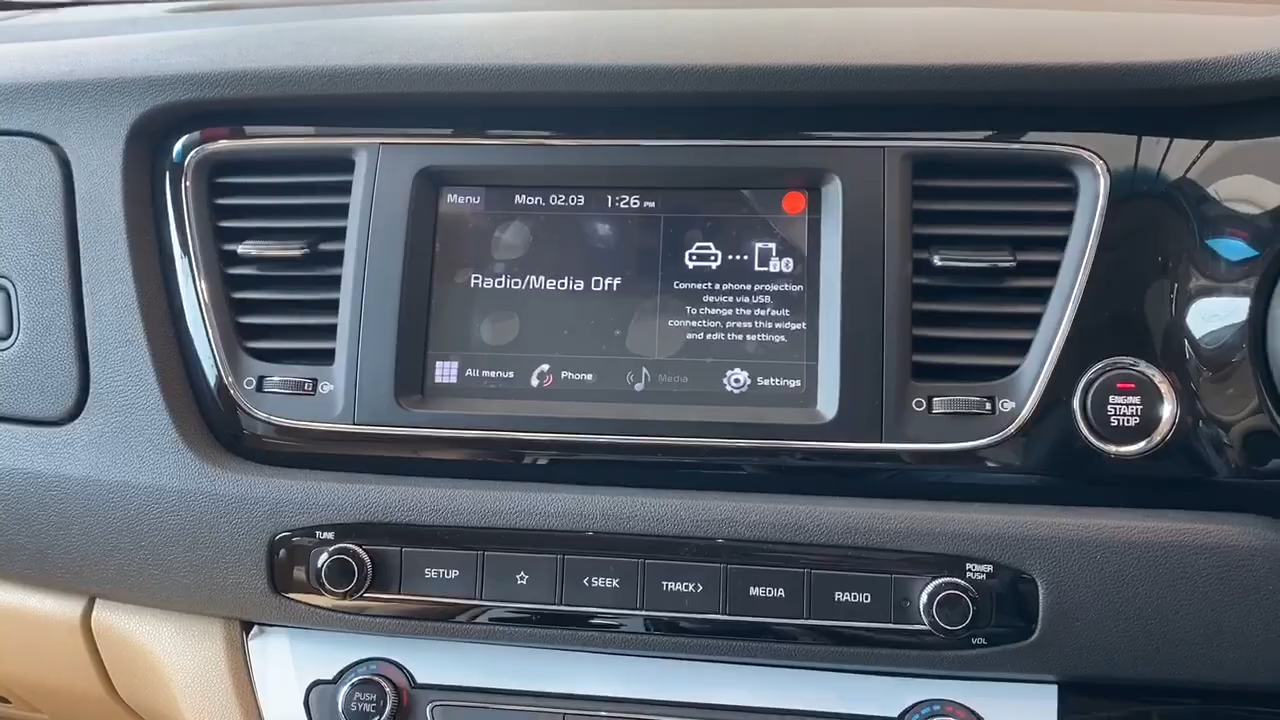 Menu
Mon, 02.03
1:26 PM
Radio/Media Off
Connect a phone projection
device via USB.
To change the default
connection, press this widget
and edit the settings.
All menus
Phone
Media
Settings
ENGINE
START
STOP
TUNE
SETUP
<SEEK
TRACK>
MEDIA
RADIO
POWER
PUSH
VOL
PUSH
SYNC